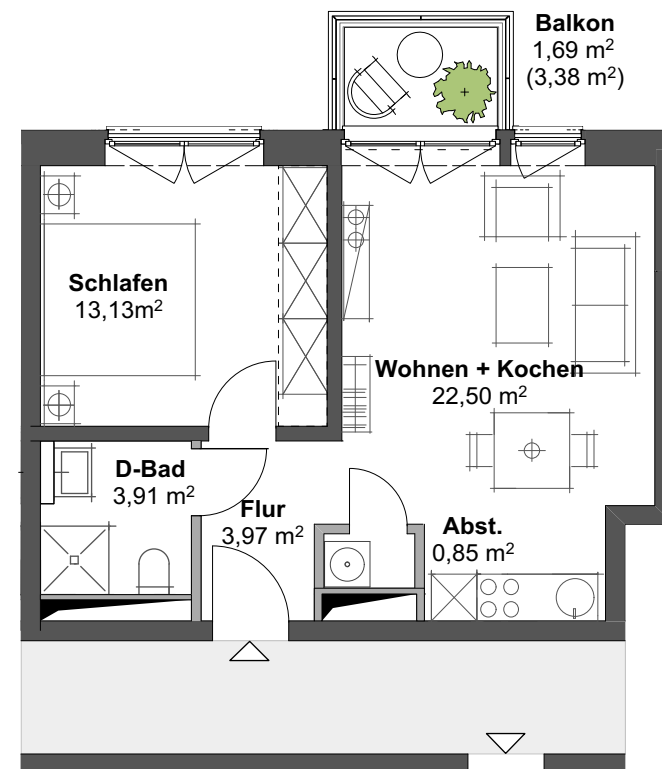 Balkon
1,69 m²
(3,38 m²)
Schlafen
13,13m²
Wohnen + Kochen
22,50 m²
D-Bad
3,91 m²
Flur
3,97 m²
Abst.
0,85 m²